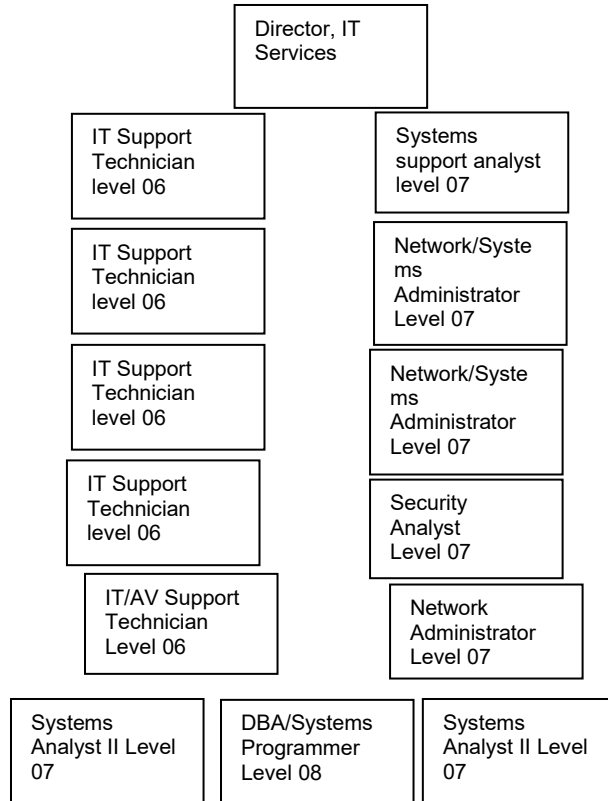 Director, IT
Services
IT Support
Technician
level 06
Systems
support analyst
level 07
IT Support
Technician
level 06
Network/Syste
ms
Administrator
Level 07
IT Support
Technician
level 06
Network/Syste
ms
Administrator
Level 07
IT Support
Technician
level 06
Security
Analyst
Level 07
IT/AV Support
Technician
Level 06
Network
Administrator
Level 07
Systems
Analyst II Level
07
DBA/Systems
Programmer
Level 08
Systems
Analyst II Level
07